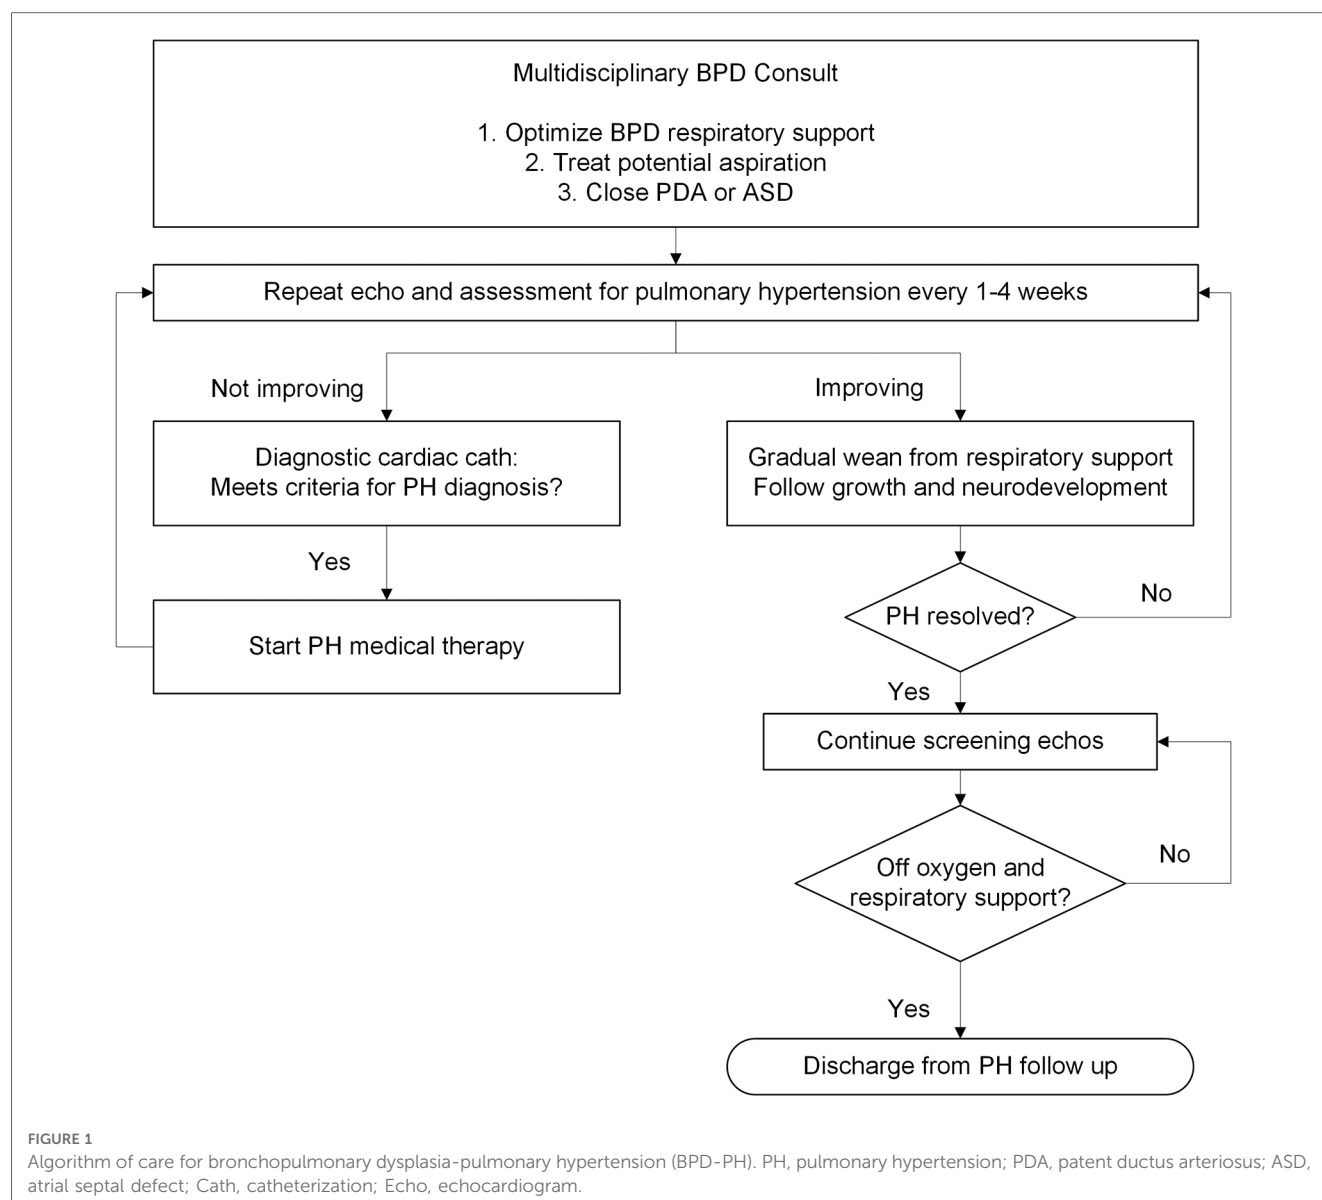 Multidisciplinary BPD Consult
1. Optimize BPD respiratory support
2. Treat potential aspiration
3. Close PDA or ASD
Repeat echo and assessment for pulmonary hypertension every 1-4 weeks
Not improving
Improving
Diagnostic cardiac cath:
Meets criteria for PH diagnosis?
Gradual wean from respiratory support
Follow growth and neurodevelopment
Yes
No
PH resolved?
Start PH medical therapy
Yes
Continue screening echos
No
Off oxygen and
respiratory support?
Yes
Discharge from PH follow up
FIGURE 1
Algorithm of care for bronchopulmonary dysplasia-pulmonary hypertension (BPD-PH). PH, pulmonary hypertension; PDA, patent ductus arteriosus; ASD,
atrial septal defect; Cath, catheterization; Echo, echocardiogram.